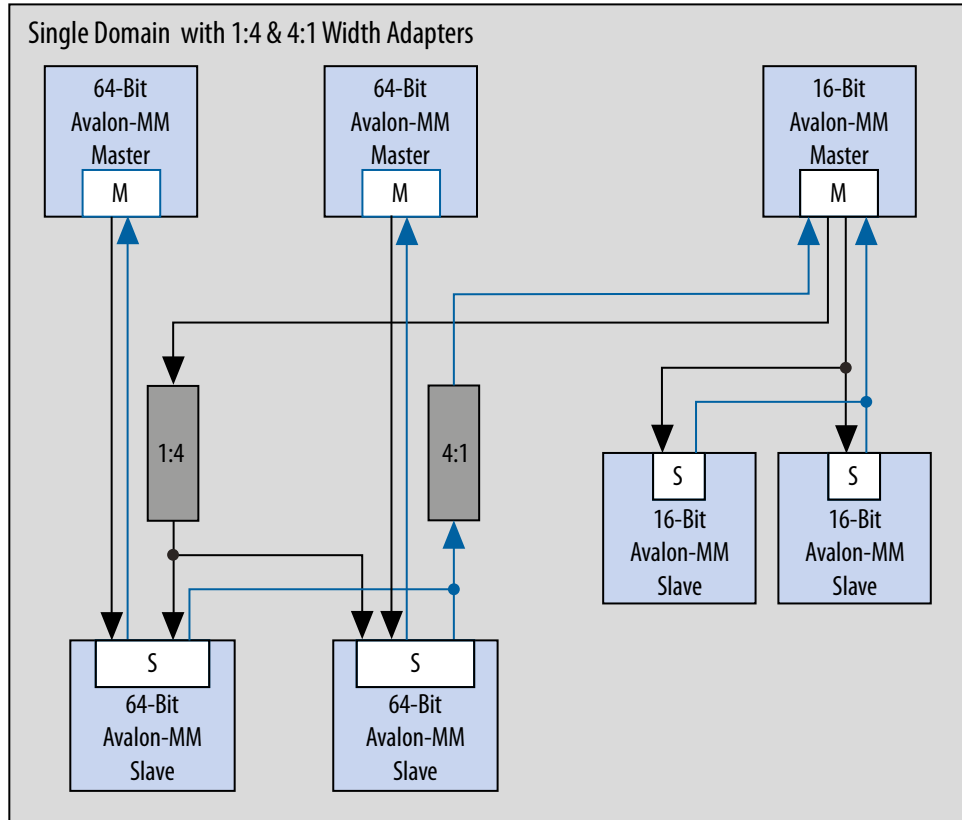 Single Domain with 1:4 & 4:1 Width Adapters
64-Bit
Avalon-MM
Master
M
64-Bit
Avalon-MM
Master
M
16-Bit
Avalon-MM
Master
M
1:4
4:1
S
16-Bit
Avalon-MM
Slave
S
16-Bit
Avalon-MM
Slave
S
64-Bit
Avalon-MM
Slave
S
64-Bit
Avalon-MM
Slave